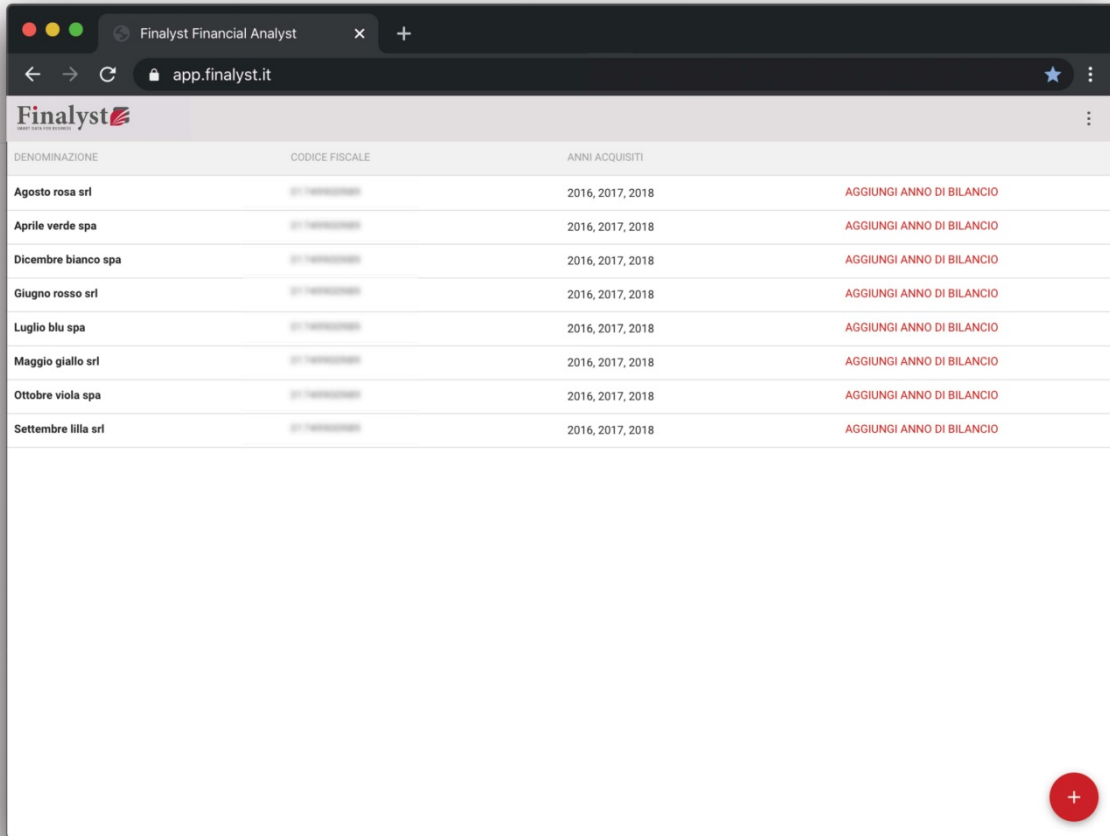 Finalyst Financial Analyst
app.finalyst.it
Finalyst
SMART DATA FOR BUSINESS
DENOMINAZIONE CODICE FISCALE ANNI ACQUISITI
Agosto rosa srl 2016, 2017, 2018 AGGIUNGI ANNO DI BILANCIO
Aprile verde spa 2016, 2017, 2018 AGGIUNGI ANNO DI BILANCIO
Dicembre bianco spa 2016, 2017, 2018 AGGIUNGI ANNO DI BILANCIO
Giugno rosso srl 2016, 2017, 2018 AGGIUNGI ANNO DI BILANCIO
Luglio blu spa 2016, 2017, 2018 AGGIUNGI ANNO DI BILANCIO
Maggio giallo srl 2016, 2017, 2018 AGGIUNGI ANNO DI BILANCIO
Ottobre viola spa 2016, 2017, 2018 AGGIUNGI ANNO DI BILANCIO
Settembre lilla srl 2016, 2017, 2018 AGGIUNGI ANNO DI BILANCIO